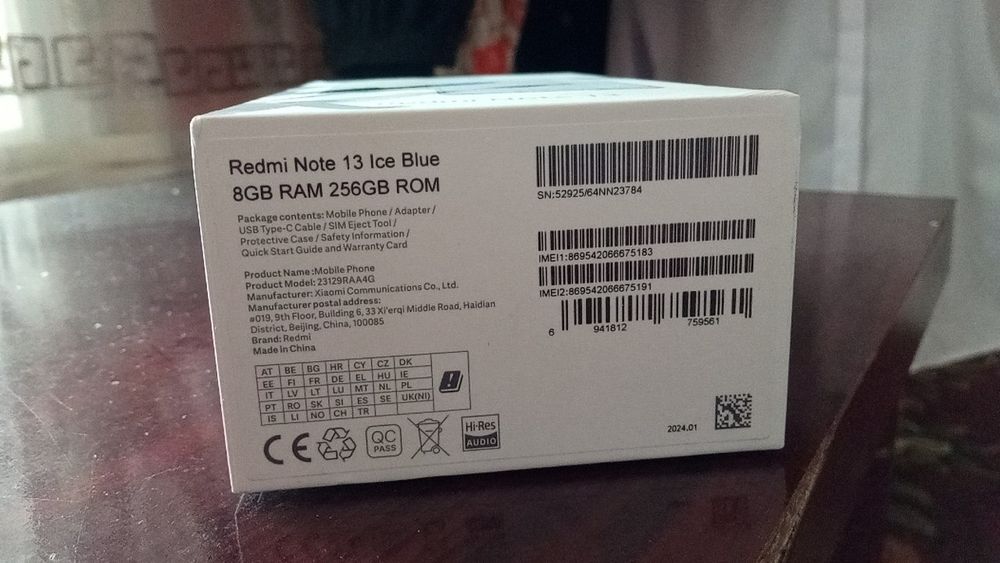 Redmi Note 13 Ice Blue
8GB RAM 256GB ROM
Package contents: Mobile Phone / Adapter /
USB Type-C Cable / SIM Eject Tool /
Protective Case / Safety Information /
Quick Start Guide and Warranty Card
Product Name:Mobile Phone
Product Model: 23129RAA4G
Manufacturer: Xiaomi Communications Co., Ltd.
Manufacturer postal address:
#019, 9th Floor, Building 6, 33 Xi'erqi Middle Road, Haidian
District, Beijing, China, 100085
Brand: Redmi
Made in China
AT BE BG HR CY CZ DK
EE FI FR DE EL HU IE
IT LV LT LU MT NL PL
PT RO SK SI ES SE UK(NI)
IS LI NO CH TR
CE
QC
PASS
Hi-Res
AUDIO
SN:52925/64NN23784
IMEI1:869542066675183
IMEI2:869542066675191
6 941812 759561
2024.01